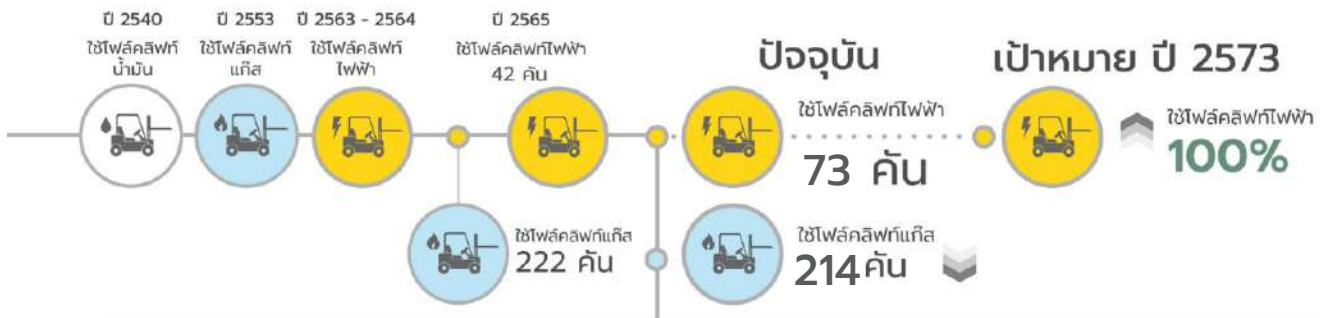 ปี 2540
ใช้โฟล์คลิฟท์
น้ำมัน
ปี 2553
ใช้โฟล์คลิฟท์
แก๊ส
ปี 2563 - 2564
ใช้โฟล์คลิฟท์
ไฟฟ้า
ปี 2565
ใช้โฟล์คลิฟท์ไฟฟ้า
42 คัน
ใช้โฟล์คลิฟท์แก๊ส
222 คัน
ปัจจุบัน
ใช้โฟล์คลิฟท์ไฟฟ้า
73 คัน
ใช้โฟล์คลิฟท์แก๊ส
214 คัน
เป้าหมาย ปี 2573
ใช้โฟล์คลิฟท์ไฟฟ้า
100%